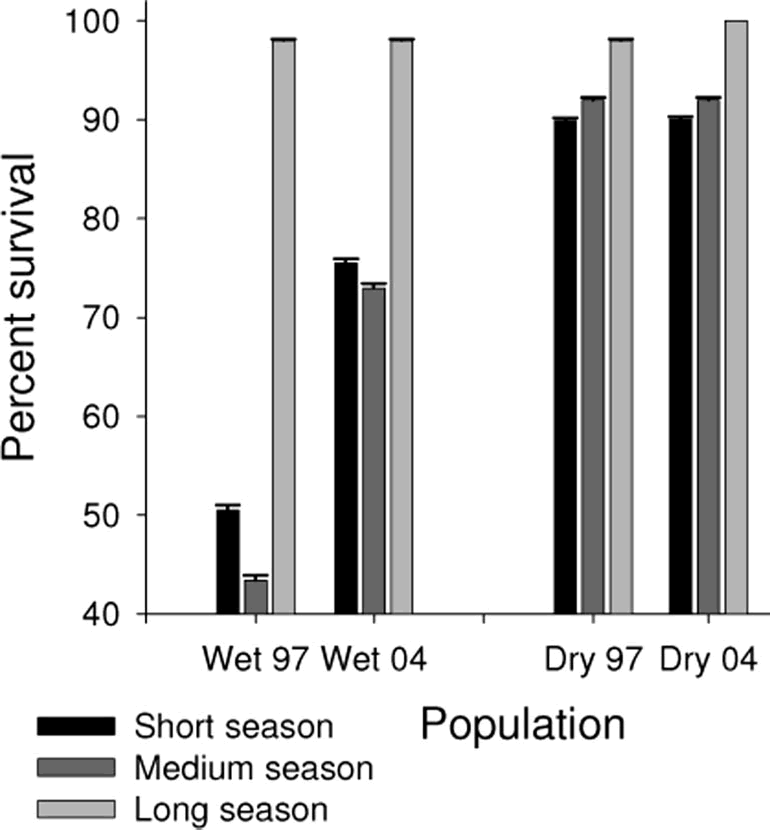 Percent survival
100
90
80
70
60
50
40
Wet 97 Wet 04 Dry 97 Dry 04
Population
Short season
Medium season
Long season